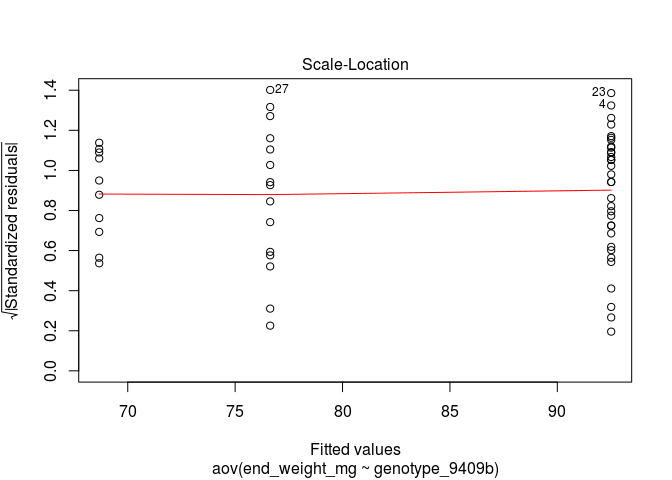 Scale-Location
27
23
4
1.4
1.2
1.0
0.8
0.6
0.4
0.2
0.0
√|Standardized residuals|
70 75 80 85 90
Fitted values
aov(end_weight_mg ~ genotype_9409b)